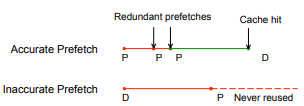 Redundant prefetches
Cache hit
Accurate Prefetch
P P P D
Inaccurate Prefetch
D P Never reused